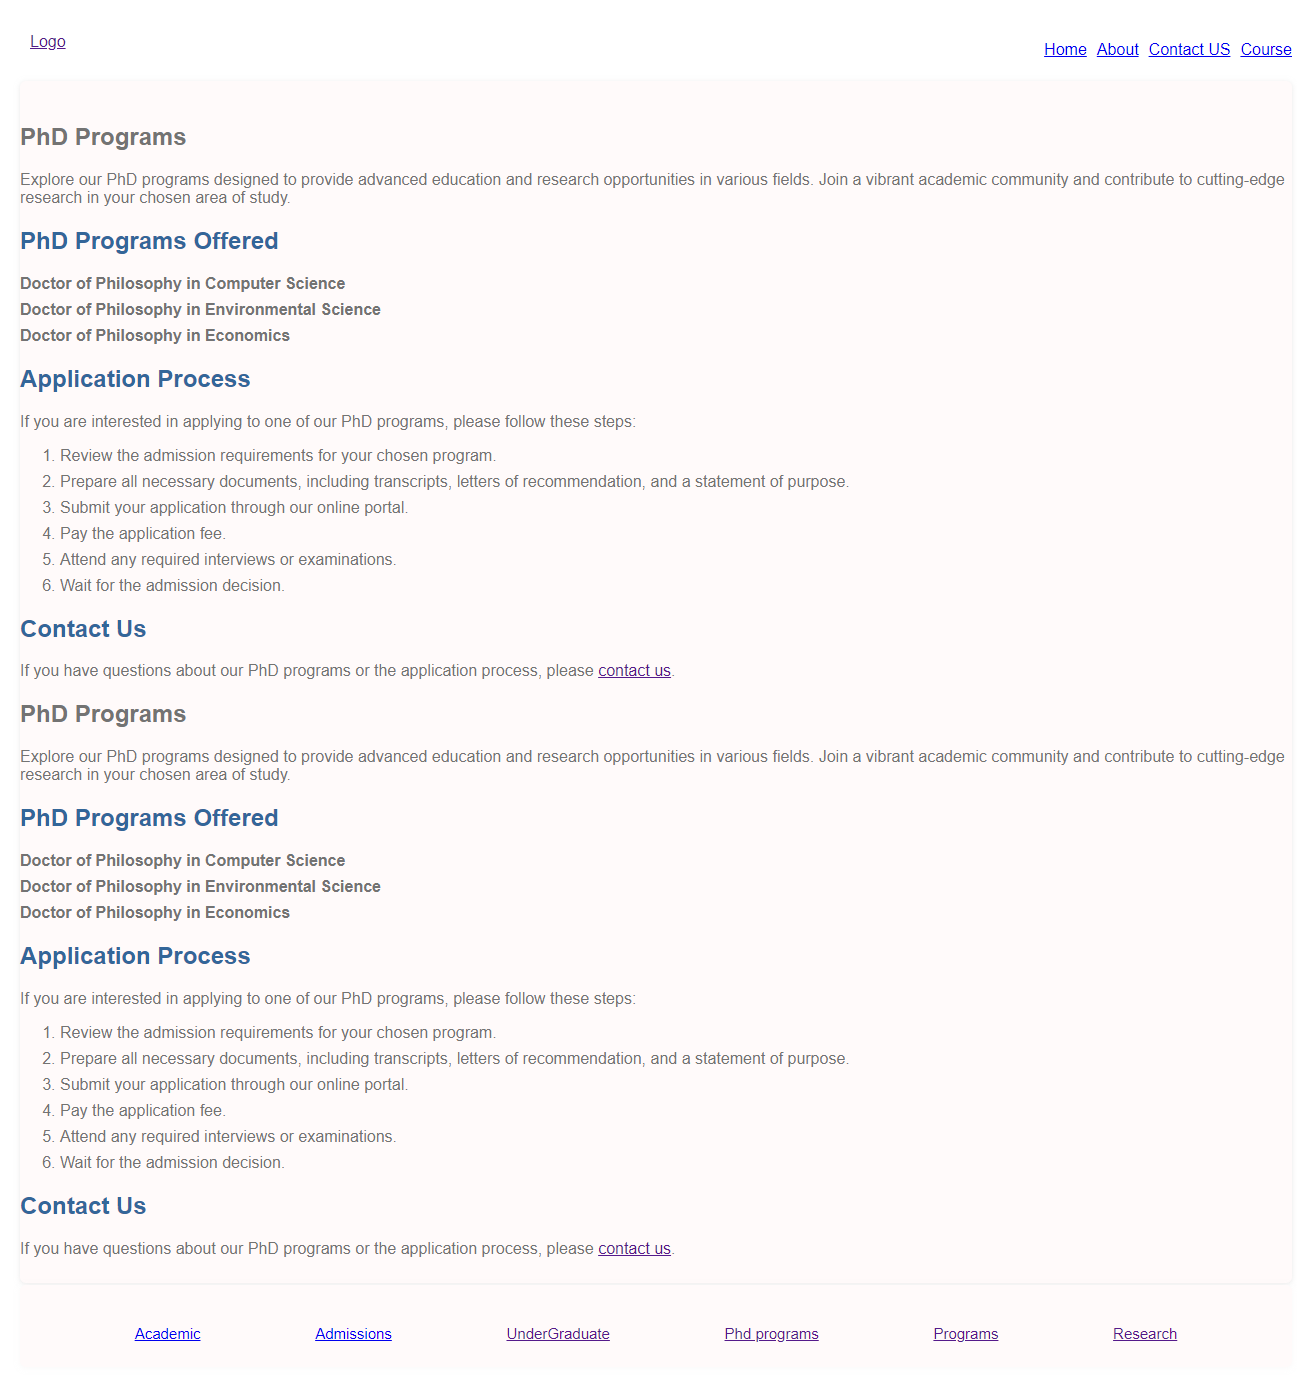 Logo
Home About Contact US Course
PhD Programs
Explore our PhD programs designed to provide advanced education and research opportunities in various fields. Join a vibrant academic community and contribute to cutting-edge
research in your chosen area of study.
PhD Programs Offered
Doctor of Philosophy in Computer Science
Doctor of Philosophy in Environmental Science
Doctor of Philosophy in Economics
Application Process
If you are interested in applying to one of our PhD programs, please follow these steps:
1. Review the admission requirements for your chosen program.
2. Prepare all necessary documents, including transcripts, letters of recommendation, and a statement of purpose.
3. Submit your application through our online portal.
4. Pay the application fee.
5. Attend any required interviews or examinations.
6. Wait for the admission decision.
Contact Us
If you have questions about our PhD programs or the application process, please contact us.
PhD Programs
Explore our PhD programs designed to provide advanced education and research opportunities in various fields. Join a vibrant academic community and contribute to cutting-edge
research in your chosen area of study.
PhD Programs Offered
Doctor of Philosophy in Computer Science
Doctor of Philosophy in Environmental Science
Doctor of Philosophy in Economics
Application Process
If you are interested in applying to one of our PhD programs, please follow these steps:
1. Review the admission requirements for your chosen program.
2. Prepare all necessary documents, including transcripts, letters of recommendation, and a statement of purpose.
3. Submit your application through our online portal.
4. Pay the application fee.
5. Attend any required interviews or examinations.
6. Wait for the admission decision.
Contact Us
If you have questions about our PhD programs or the application process, please contact us.
Academic Admissions UnderGraduate Phd programs Programs Research